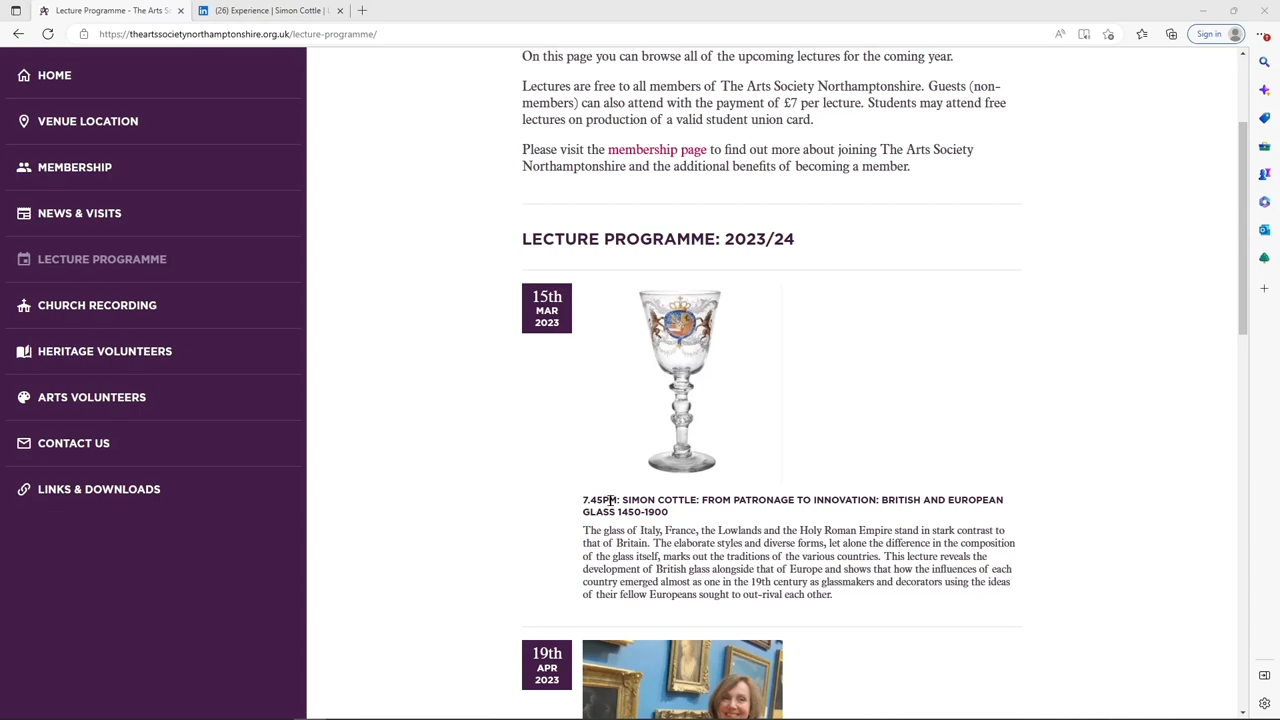 Lecture Programme - The Arts S
(26) Experience | Simon Cottle | L
https://theartssocietynorthamptonshire.org.uk/lecture-programme/
Sign in
HOME
VENUE LOCATION
MEMBERSHIP
NEWS & VISITS
LECTURE PROGRAMME
CHURCH RECORDING
HERITAGE VOLUNTEERS
ARTS VOLUNTEERS
CONTACT US
LINKS & DOWNLOADS
On this page you can browse all of the upcoming lectures for the coming year.
Lectures are free to all members of The Arts Society Northamptonshire. Guests (non-
members) can also attend with the payment of £7 per lecture. Students may attend free
lectures on production of a valid student union card.
Please visit the membership page to find out more about joining The Arts Society
Northamptonshire and the additional benefits of becoming a member.
LECTURE PROGRAMME: 2023/24
15th
MAR
2023
7.45PM: SIMON COTTLE: FROM PATRONAGE TO INNOVATION: BRITISH AND EUROPEAN
GLASS 1450-1900
The glass of Italy, France, the Lowlands and the Holy Roman Empire stand in stark contrast to
that of Britain. The elaborate styles and diverse forms, let alone the difference in the composition
of the glass itself, marks out the traditions of the various countries. This lecture reveals the
development of British glass alongside that of Europe and shows that how the influences of each
country emerged almost as one in the 19th century as glassmakers and decorators using the ideas
of their fellow Europeans sought to out-rival each other.
19th
APR
2023